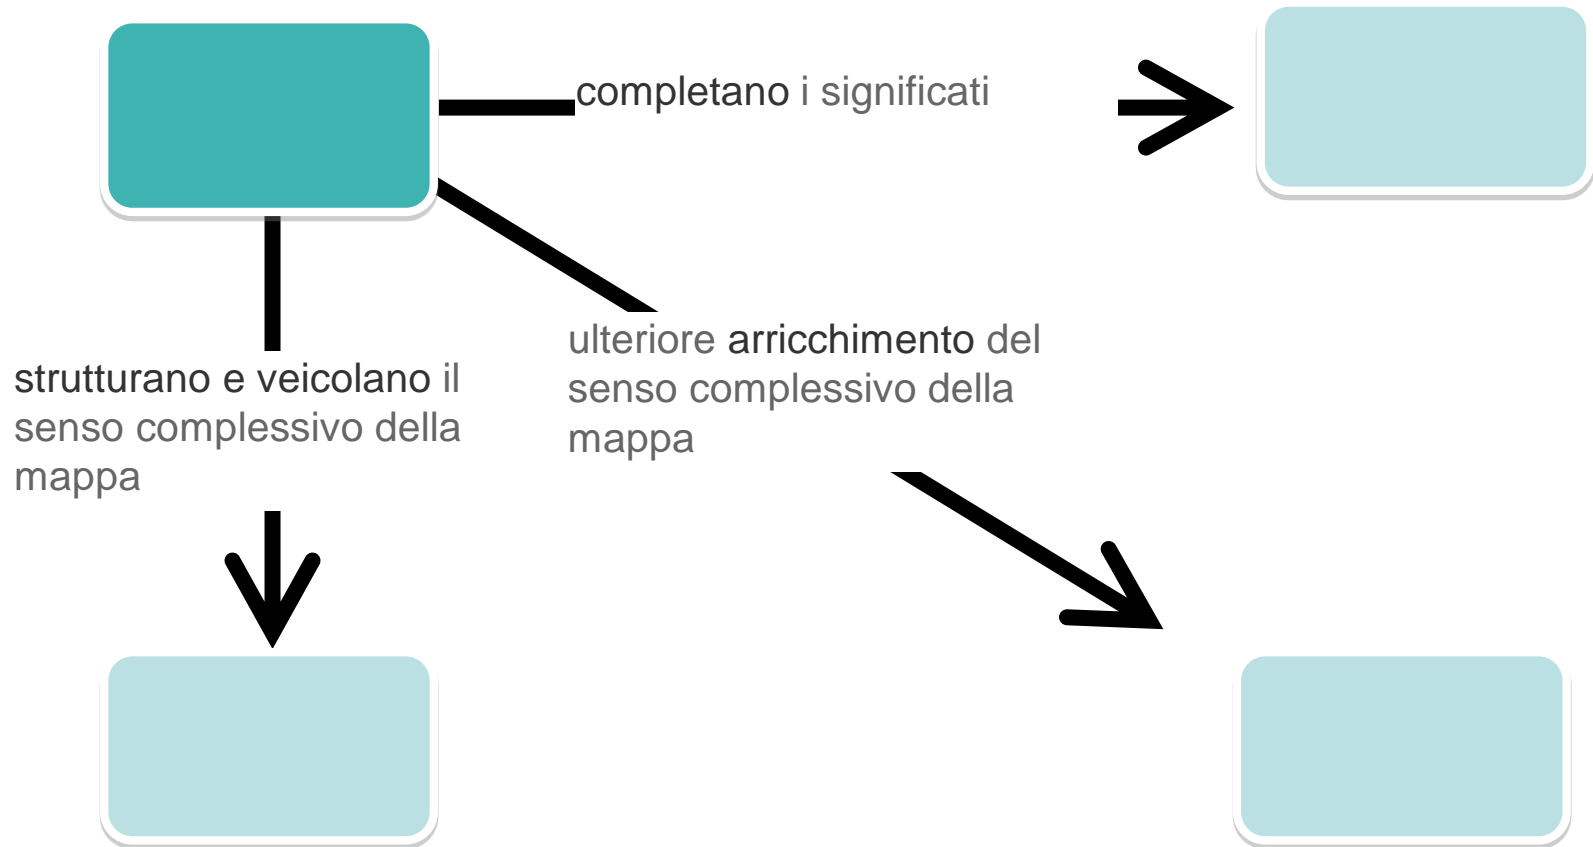 completano i significati
strutturano e veicolano il
senso complessivo della
mappa
ulteriore arricchimento del
senso complessivo della
mappa